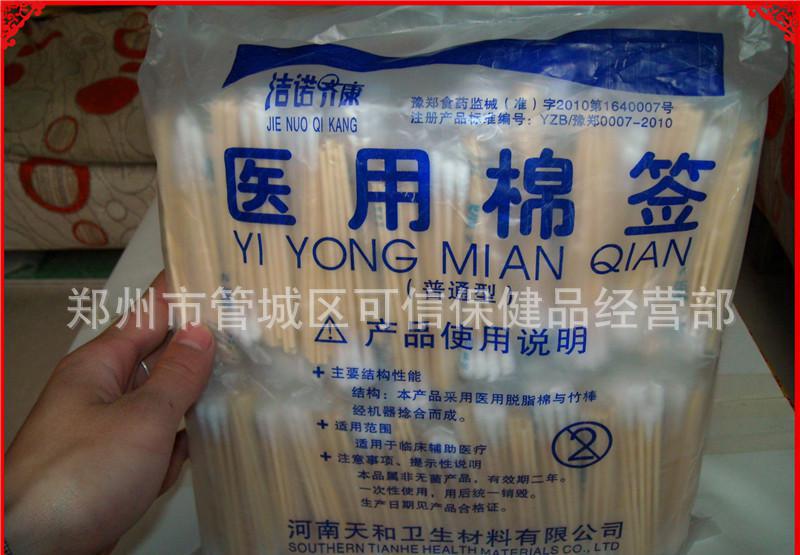 洁诺齐康
JIE NUO QI KANG
豫郑食药监械（准）字2010第1640007号
注册产品标准编号：YZB/豫郑0007-2010
医用棉签
YI YONG MIAN QIAN
（普通型）
郑州市管城区可信保健品经营部
⚠ 产品使用说明
+ 主要结构性能
结构：本产品采用医用脱脂棉与竹棒
经机器捻合而成。
+ 适用范围
适用于临床辅助医疗
+ 注意事项、提示性说明
本品属非无菌产品，有效期二年。
一次性使用，用后统一销毁。
生产日期见产品合格证。
2
河南天和卫生材料有限公司
SOUTHERN TIANHE HEALTH MATERIALS CO., LTD